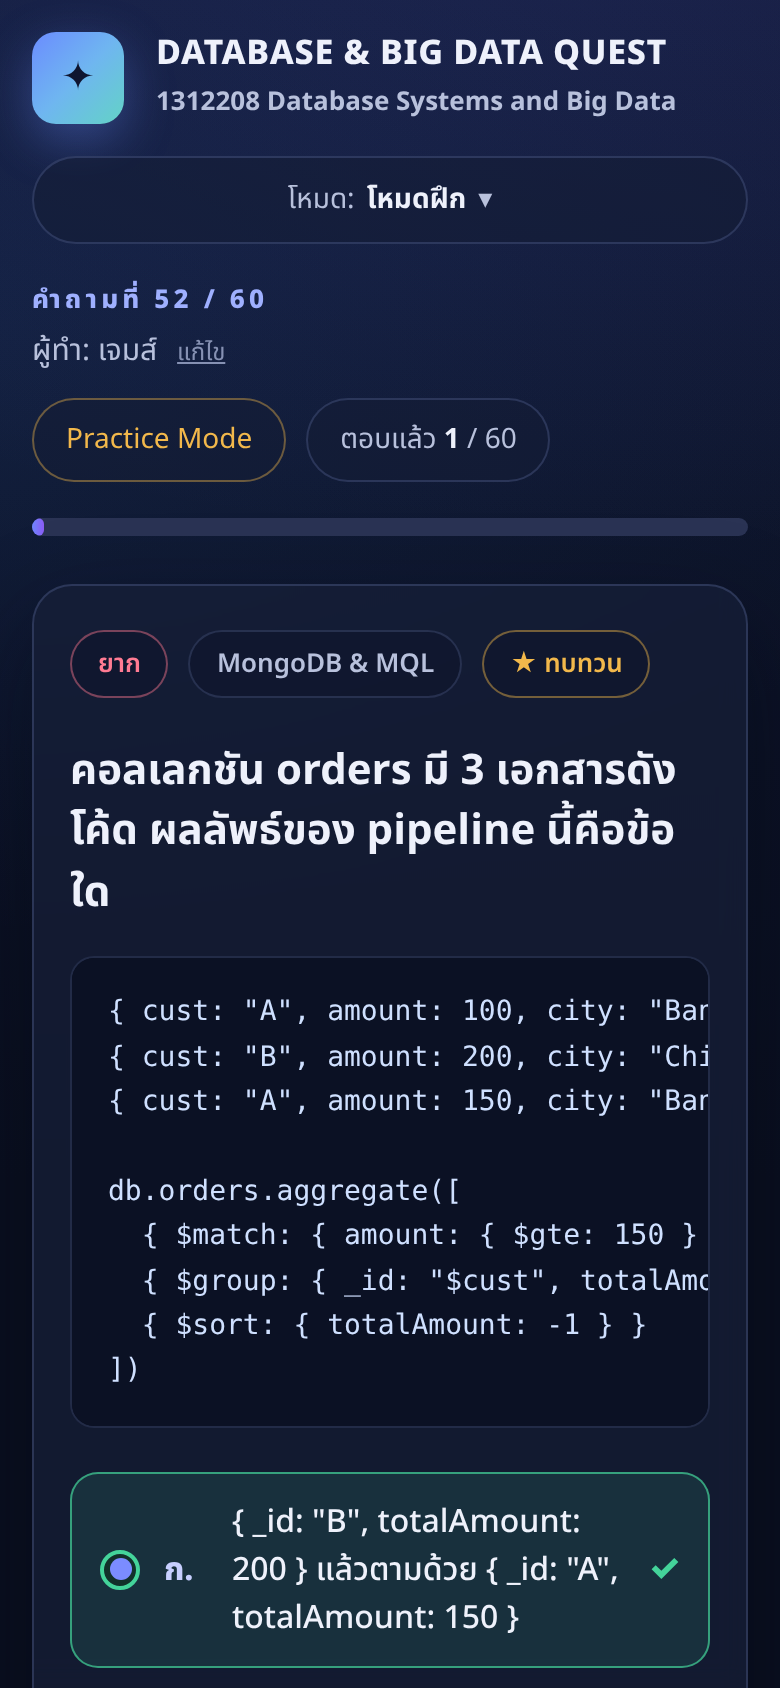 DATABASE & BIG DATA QUEST
1312208 Database Systems and Big Data
โหมด: โหมดฝึก ▾
คำถามที่ 52 / 60
ผู้ทำ: เจมส์ แก้ไข
Practice Mode
ตอบแล้ว 1 / 60
ยาก
MongoDB & MQL
★ ทบทวน
คอลเลกชัน orders มี 3 เอกสารดัง
โค้ด ผลลัพธ์ของ pipeline นี้คือข้อ
ใด
{ cust: "A", amount: 100, city: "Ban
{ cust: "B", amount: 200, city: "Chi
{ cust: "A", amount: 150, city: "Ban
db.orders.aggregate([
{ $match: { amount: { $gte: 150 }
{ $group: { _id: "$cust", totalAmo
{ $sort: { totalAmount: -1 } }
])
ก.
{ _id: "B", totalAmount:
200 } แล้วตามด้วย { _id: "A",
totalAmount: 150 }